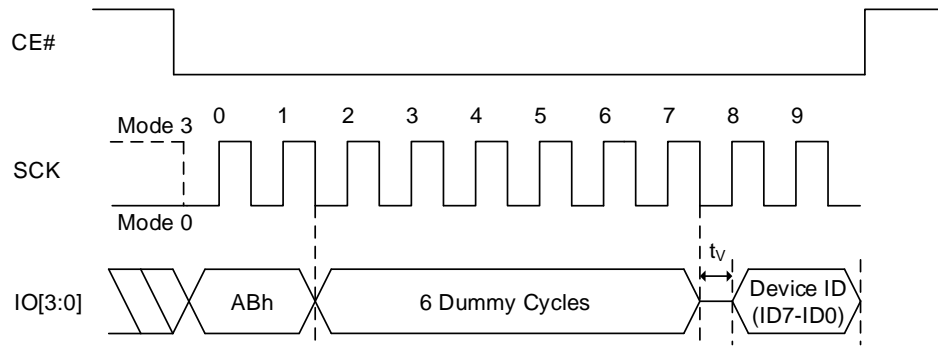 CE#
0 1 2 3 4 5 6 7 8 9
Mode 3
SCK
Mode 0
tV
IO[3:0] ABh 6 Dummy Cycles Device ID
(ID7-ID0)